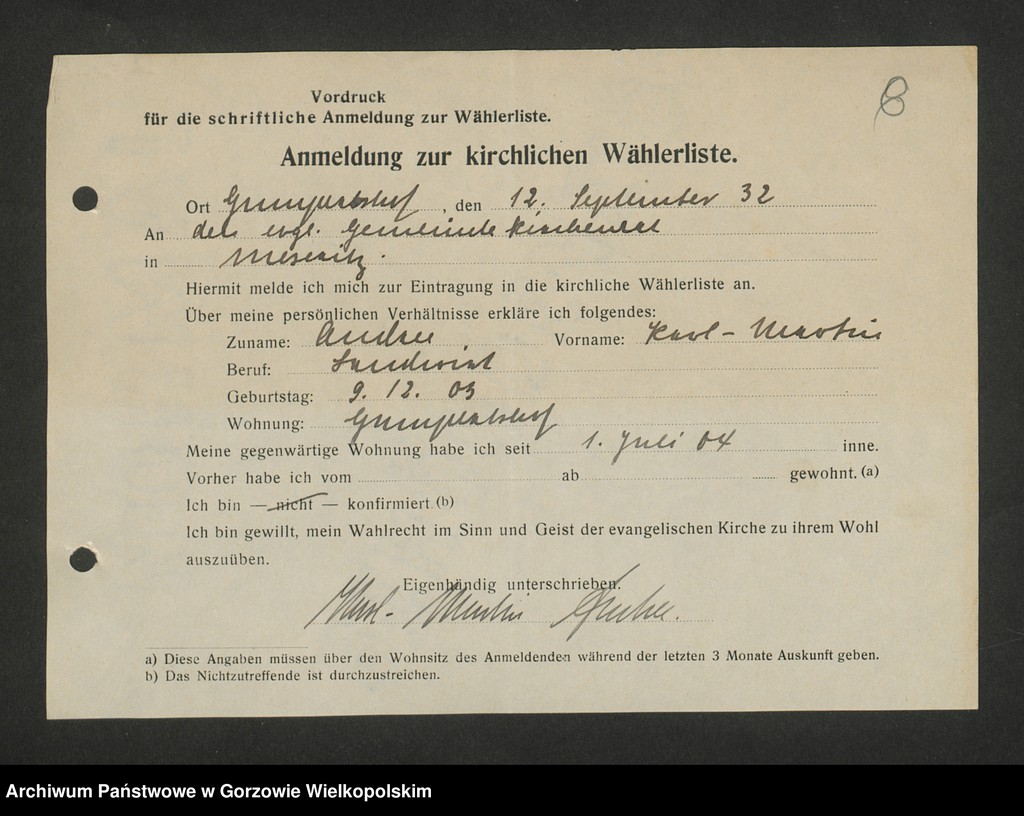 8
Vordruck
für die schriftliche Anmeldung zur Wählerliste.
Anmeldung zur kirchlichen Wählerliste.
Ort Gumpertshof, den 12. September 32
An den evgl. Gemeindekirchenrat
in Meseritz.
Hiermit melde ich mich zur Eintragung in die kirchliche Wählerliste an.
Über meine persönlichen Verhältnisse erkläre ich folgendes:
Zuname: Vorname: Karl-Martin
Beruf: Landwirt
Geburtstag: 9. 12. 03
Wohnung: Gumpertshof
Meine gegenwärtige Wohnung habe ich seit 1. Juli 04 inne.
Vorher habe ich vom ab gewohnt. (a)
Ich bin — nicht — konfirmiert. (b)
Ich bin gewillt, mein Wahlrecht im Sinn und Geist der evangelischen Kirche zu ihrem Wohl
auszuüben.
Eigenhändig unterschrieben.
Karl-Martin
a) Diese Angaben müssen über den Wohnsitz des Anmeldenden während der letzten 3 Monate Auskunft geben.
b) Das Nichtzutreffende ist durchzustreichen.
Archiwum Państwowe w Gorzowie Wielkopolskim